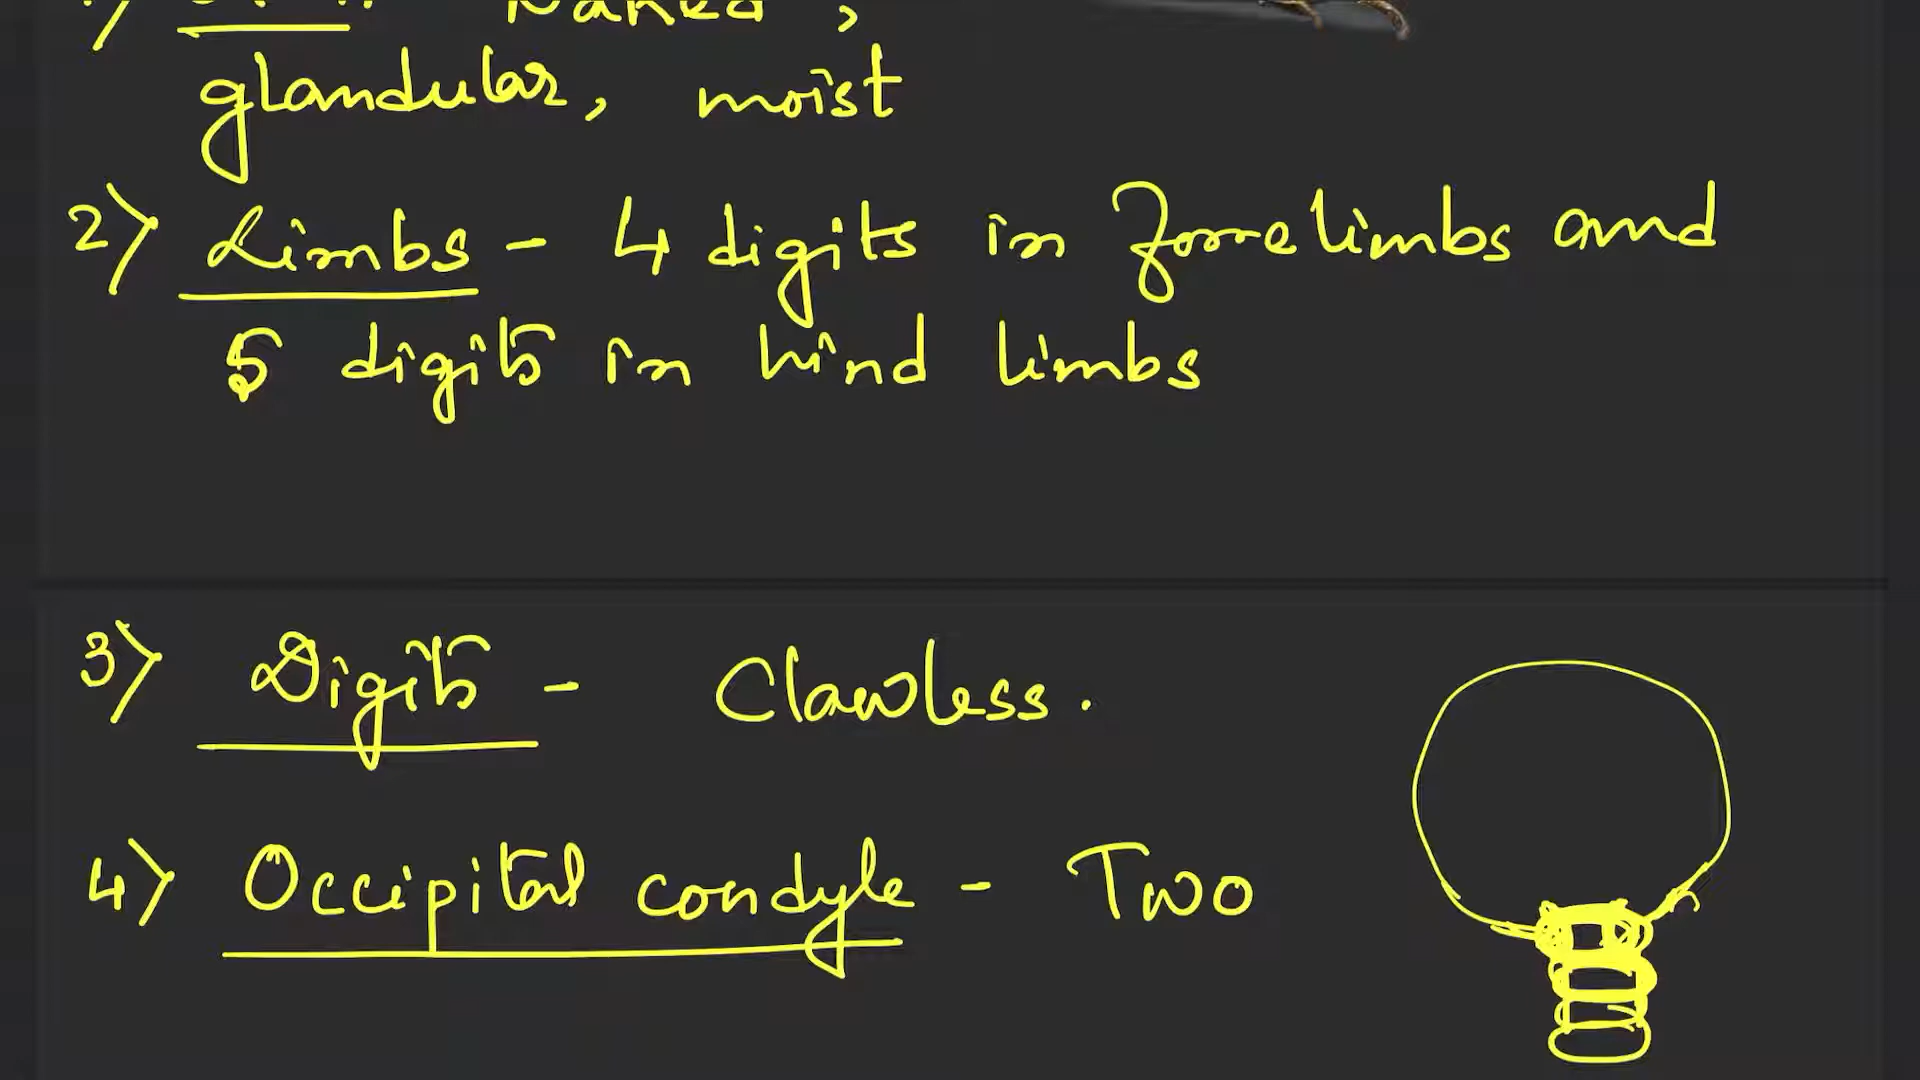 Naked,
glandular, moist
2) Limbs - 4 digits in forelimbs and
5 digits in hind limbs
3) Digits - Clawless.
4) Occipital condyle - Two